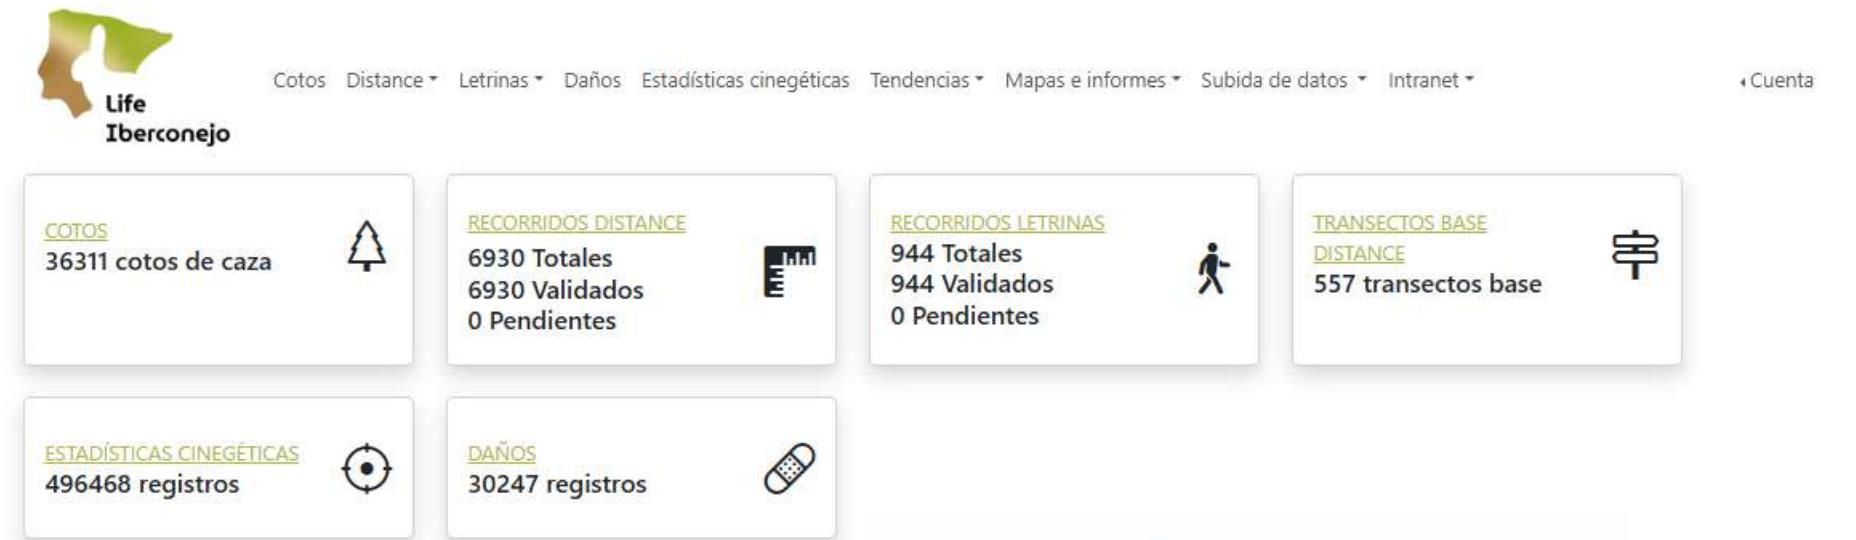 Life
Iberconejo
Cotos Distance Letrinas Daños Estadísticas cinegéticas Tendencias Mapas e informes Subida de datos Intranet Cuenta
COTOS
36311 cotos de caza
RECORRIDOS DISTANCE
6930 Totales
6930 Validados
0 Pendientes
RECORRIDOS LETRINAS
944 Totales
944 Validados
0 Pendientes
TRANSECTOS BASE
DISTANCE
557 transectos base
ESTADÍSTICAS CINEGÉTICAS
496468 registros
DAÑOS
30247 registros